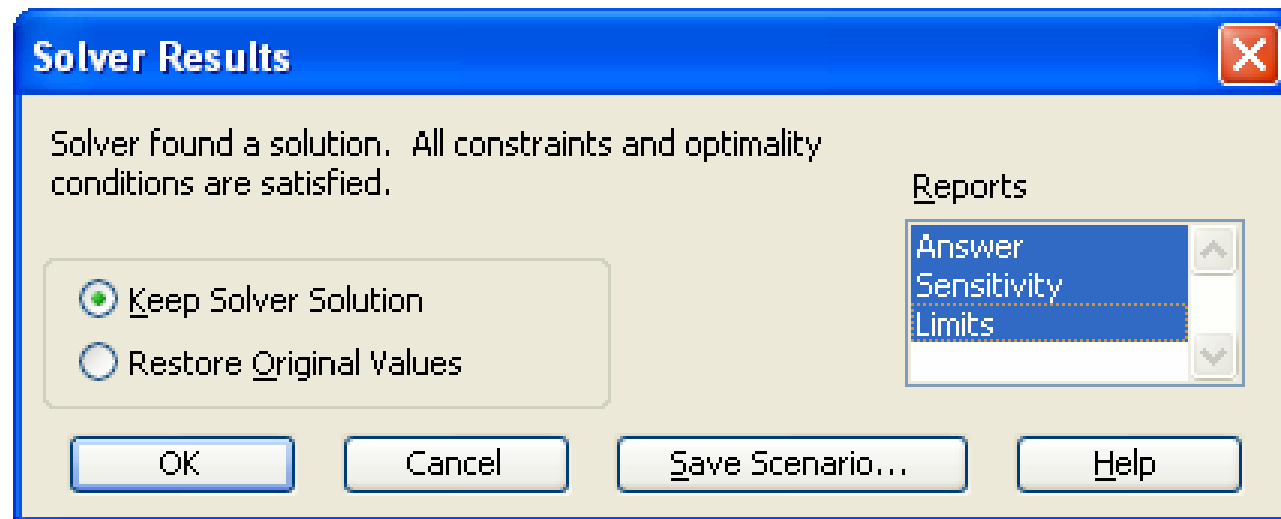 Solver Results
Solver found a solution. All constraints and optimality
conditions are satisfied.
Reports
Answer
Sensitivity
Limits
Keep Solver Solution
Restore Original Values
OK Cancel Save Scenario... Help